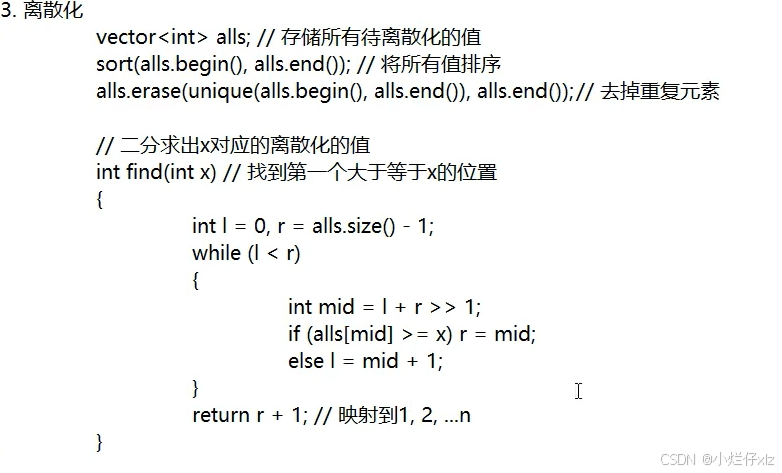 3. 离散化
vector<int> alls; // 存储所有待离散化的值
sort(alls.begin(), alls.end()); // 将所有值排序
alls.erase(unique(alls.begin(), alls.end()), alls.end());// 去掉重复元素
// 二分求出x对应的离散化的值
int find(int x) // 找到第一个大于等于x的位置
{
int l = 0, r = alls.size() - 1;
while (l < r)
{
int mid = l + r >> 1;
if (alls[mid] >= x) r = mid;
else l = mid + 1;
}
return r + 1; // 映射到1, 2, ...n
}
CSDN @小烂仔xlz